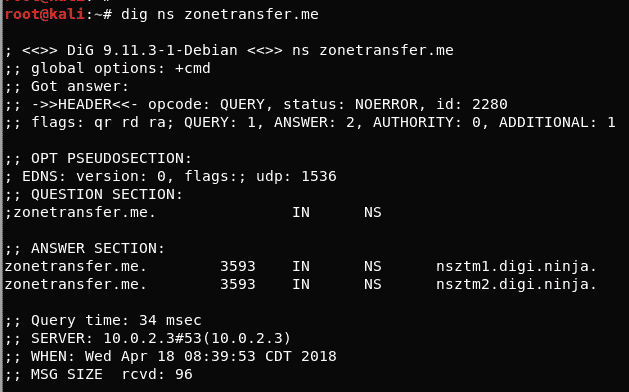 root@kali:~# dig ns zonetransfer.me
; <<>> DiG 9.11.3-1-Debian <<>> ns zonetransfer.me
;; global options: +cmd
;; Got answer:
;; ->>HEADER<<- opcode: QUERY, status: NOERROR, id: 2280
;; flags: qr rd ra; QUERY: 1, ANSWER: 2, AUTHORITY: 0, ADDITIONAL: 1
;; OPT PSEUDOSECTION:
; EDNS: version: 0, flags:; udp: 1536
;; QUESTION SECTION:
;zonetransfer.me. IN NS
;; ANSWER SECTION:
zonetransfer.me. 3593 IN NS nsztm1.digi.ninja.
zonetransfer.me. 3593 IN NS nsztm2.digi.ninja.
;; Query time: 34 msec
;; SERVER: 10.0.2.3#53(10.0.2.3)
;; WHEN: Wed Apr 18 08:39:53 CDT 2018
;; MSG SIZE rcvd: 96